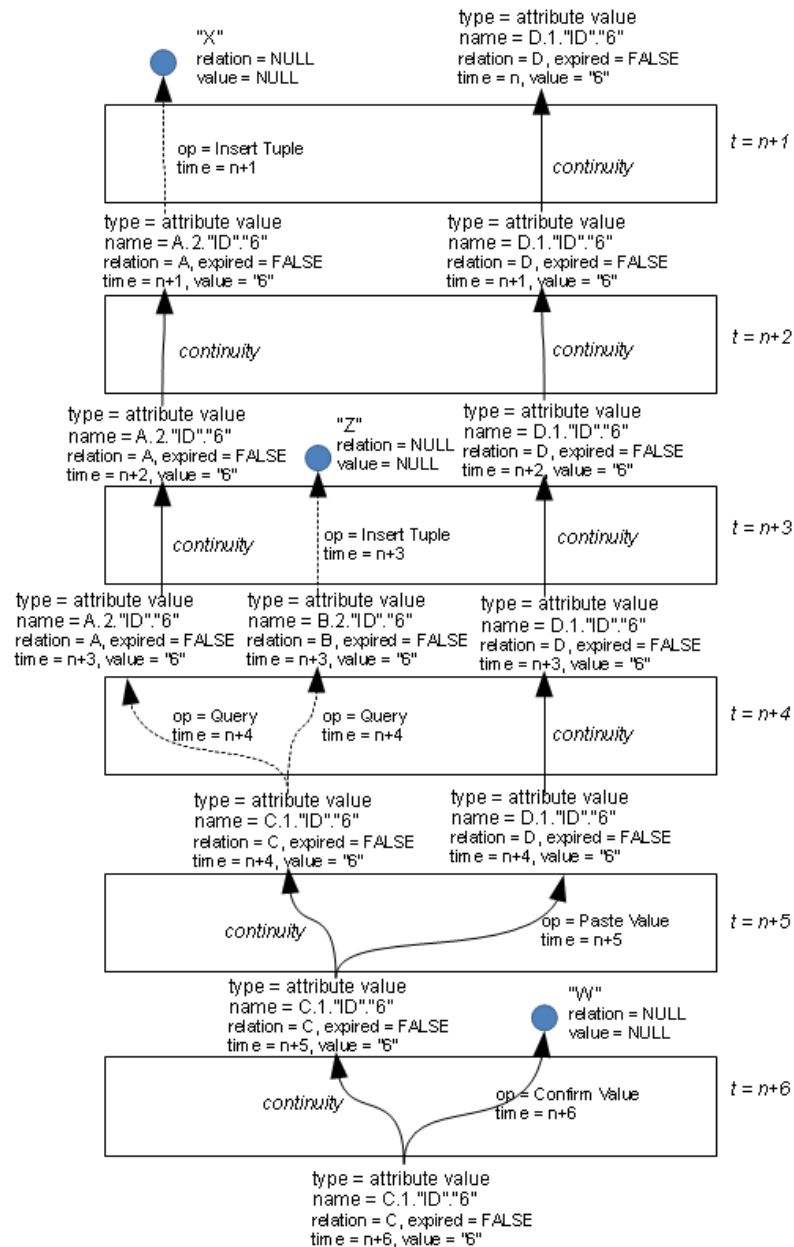 "X"
relation = NULL
value = NULL
type = attribute value
name = D.1."ID"."6"
relation = D, expired = FALSE
time = n, value = "6"
t = n+1
op = Insert Tuple
time = n+1
continuity
type = attribute value
name = A.2."ID"."6"
relation = A, expired = FALSE
time = n+1, value = "6"
type = attribute value
name = D.1."ID"."6"
relation = D, expired = FALSE
time = n+1, value = "6"
t = n+2
continuity
continuity
type = attribute value
name = A.2."ID"."6"
relation = A, expired = FALSE
time = n+2, value = "6"
"Z"
relation = NULL
value = NULL
type = attribute value
name = D.1."ID"."6"
relation = D, expired = FALSE
time = n+2, value = "6"
t = n+3
continuity
op = Insert Tuple
time = n+3
continuity
type = attribute value
name = A.2."ID"."6"
relation = A, expired = FALSE
time = n+3, value = "6"
type = attribute value
name = B.2."ID"."6"
relation = B, expired = FALSE
time = n+3, value = "6"
type = attribute value
name = D.1."ID"."6"
relation = D, expired = FALSE
time = n+3, value = "6"
t = n+4
op = Query
time = n+4
op = Query
time = n+4
continuity
type = attribute value
name = C.1."ID"."6"
relation = C, expired = FALSE
time = n+4, value = "6"
type = attribute value
name = D.1."ID"."6"
relation = D, expired = FALSE
time = n+4, value = "6"
t = n+5
continuity
op = Paste Value
time = n+5
type = attribute value
name = C.1."ID"."6"
relation = C, expired = FALSE
time = n+5, value = "6"
"W"
relation = NULL
value = NULL
t = n+6
continuity
op = Confirm Value
time = n+6
type = attribute value
name = C.1."ID"."6"
relation = C, expired = FALSE
time = n+6, value = "6"